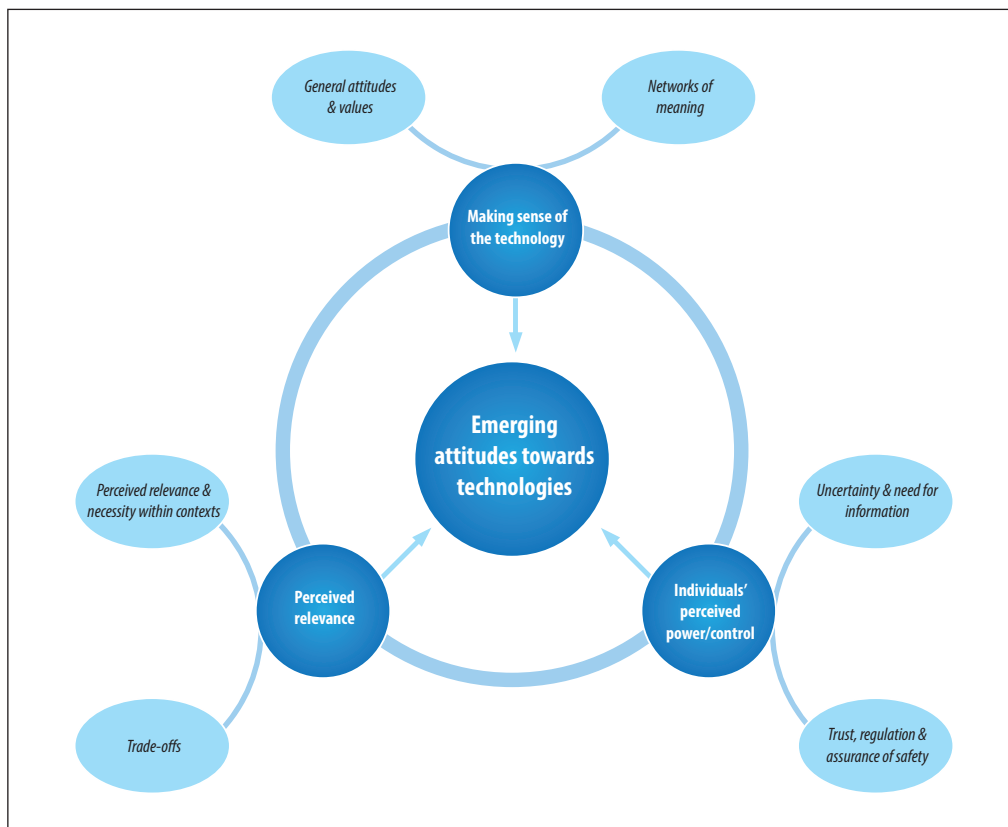 General attitudes
& values
Networks of
meaning
Making sense of
the technology
Emerging
attitudes towards
technologies
Perceived relevance &
necessity within contexts
Uncertainty & need for
information
Perceived
relevance
Individuals'
perceived
power/control
Trade-offs
Trust, regulation &
assurance of safety